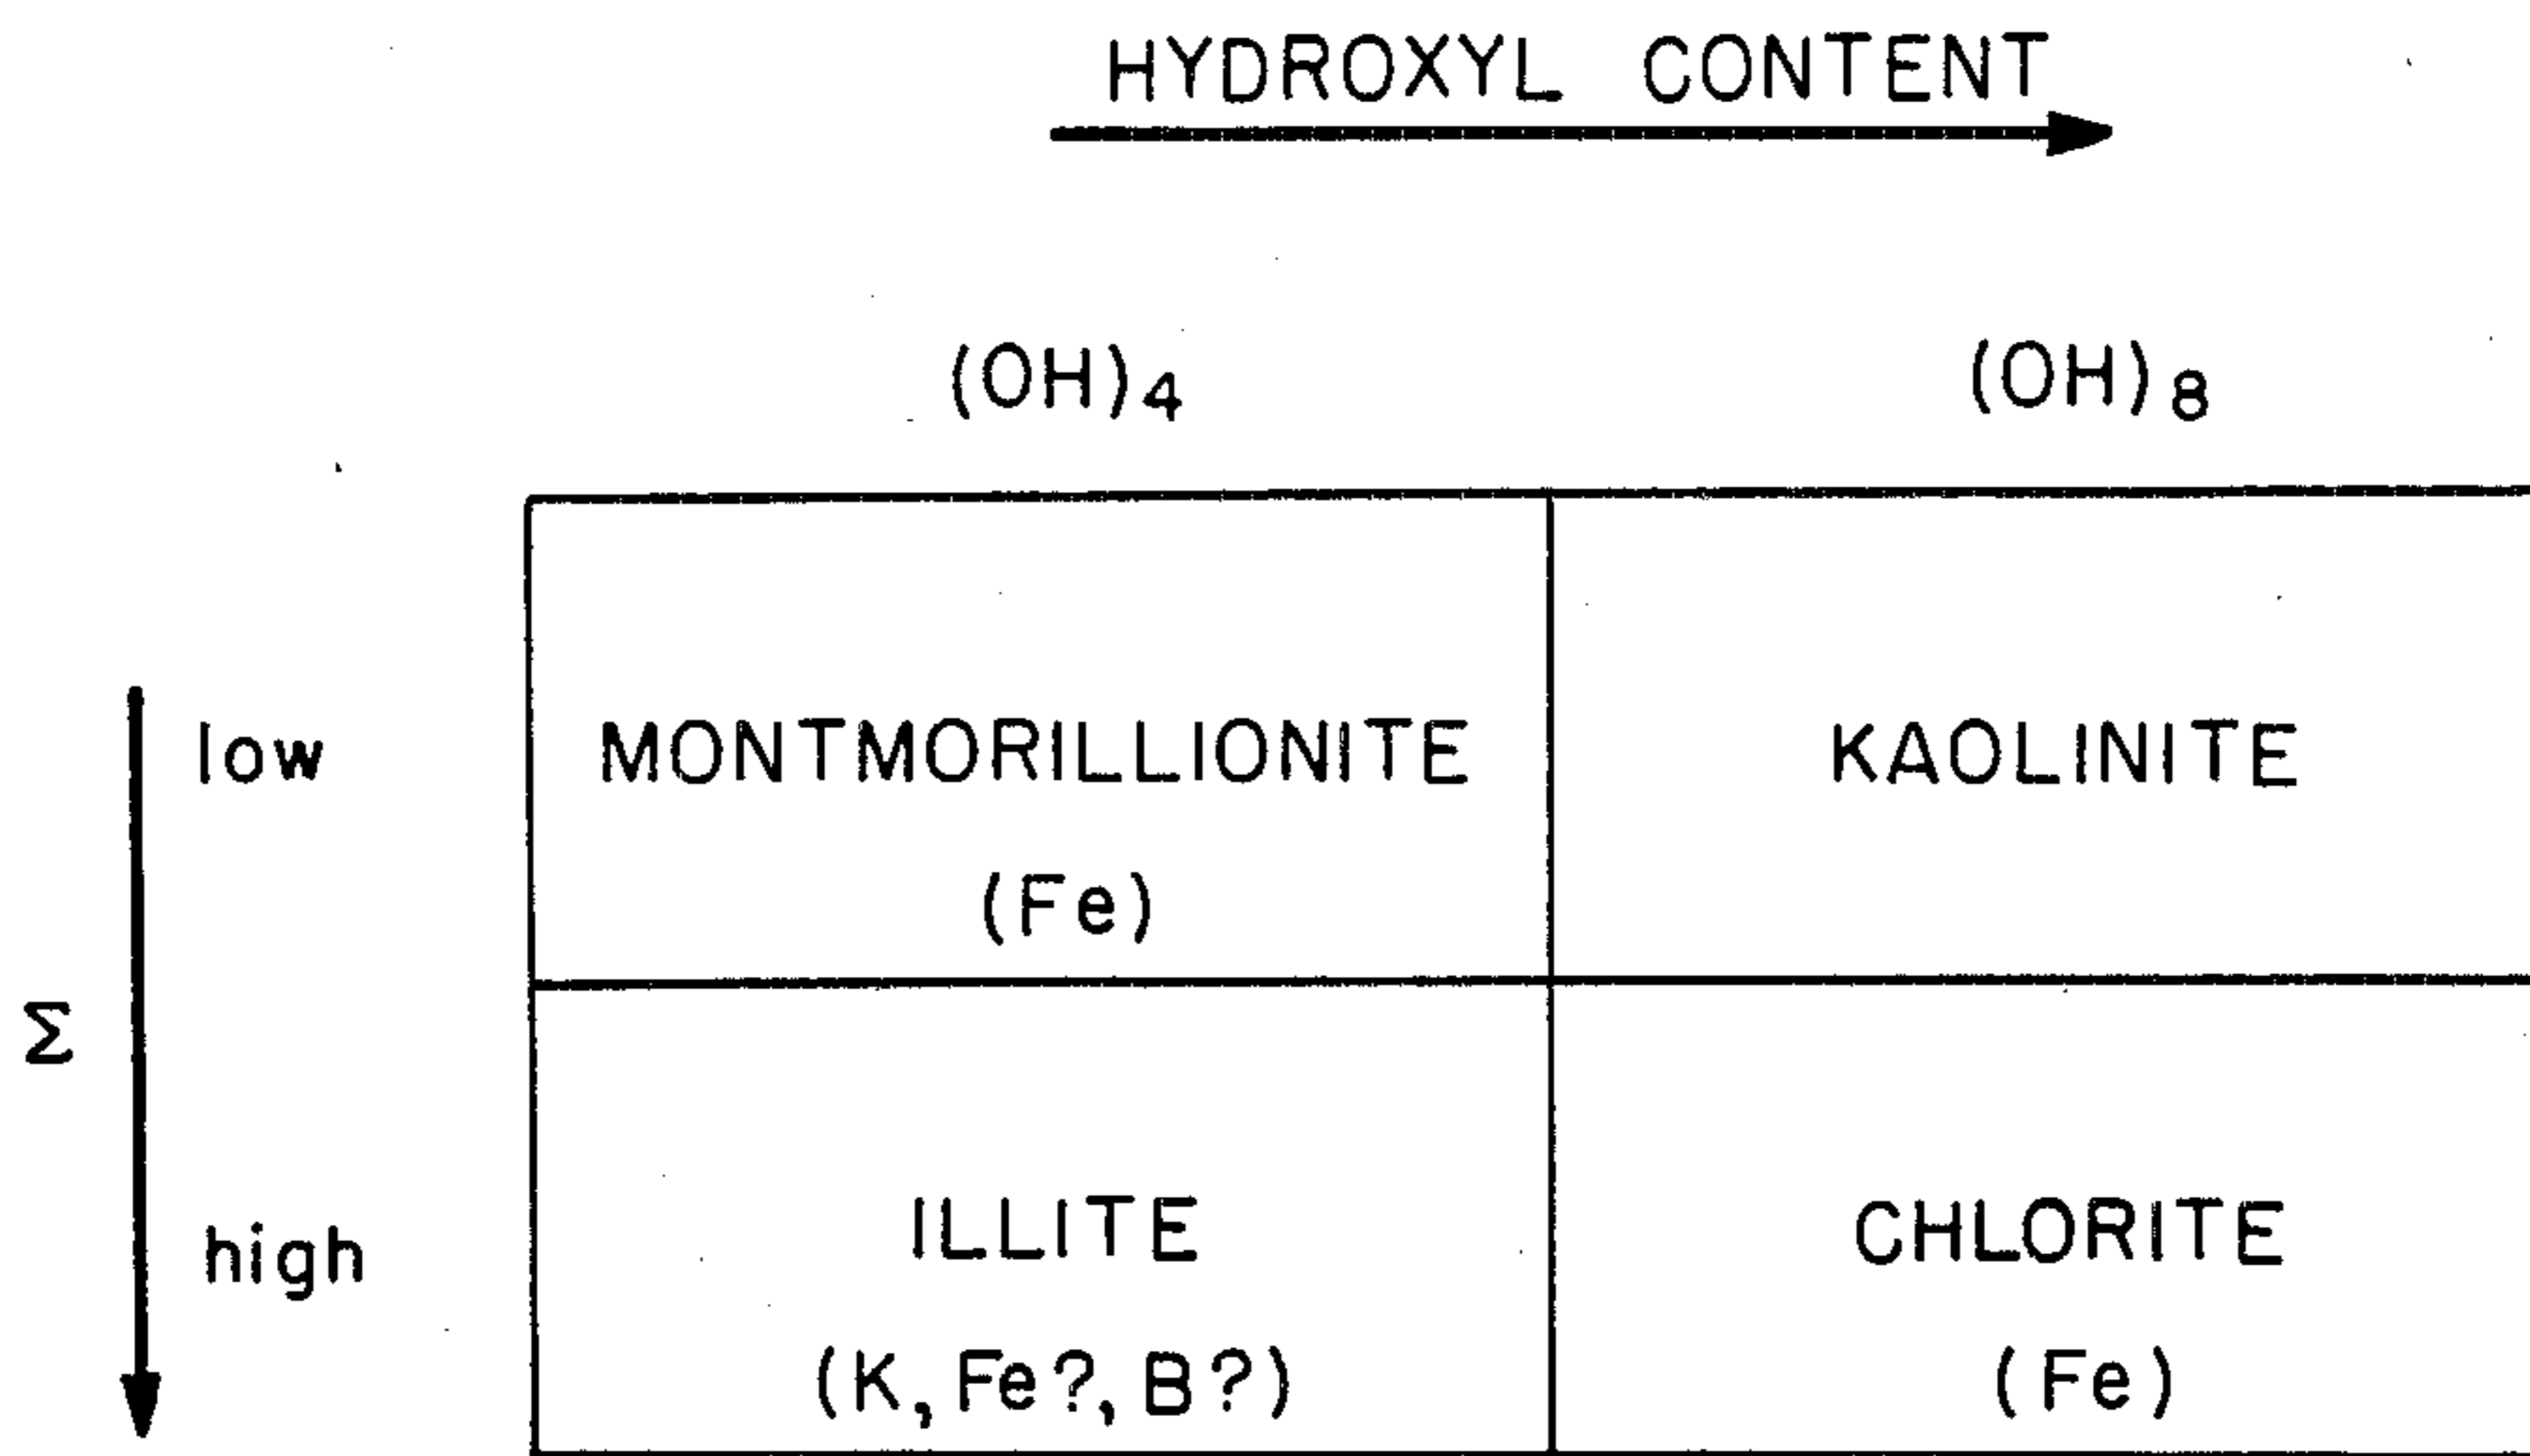 HYDROXYL CONTENT
(OH)4 (OH)8
low MONTMORILLIONITE KAOLINITE
(Fe)
Σ
high ILLITE CHLORITE
(K, Fe?, B?) (Fe)